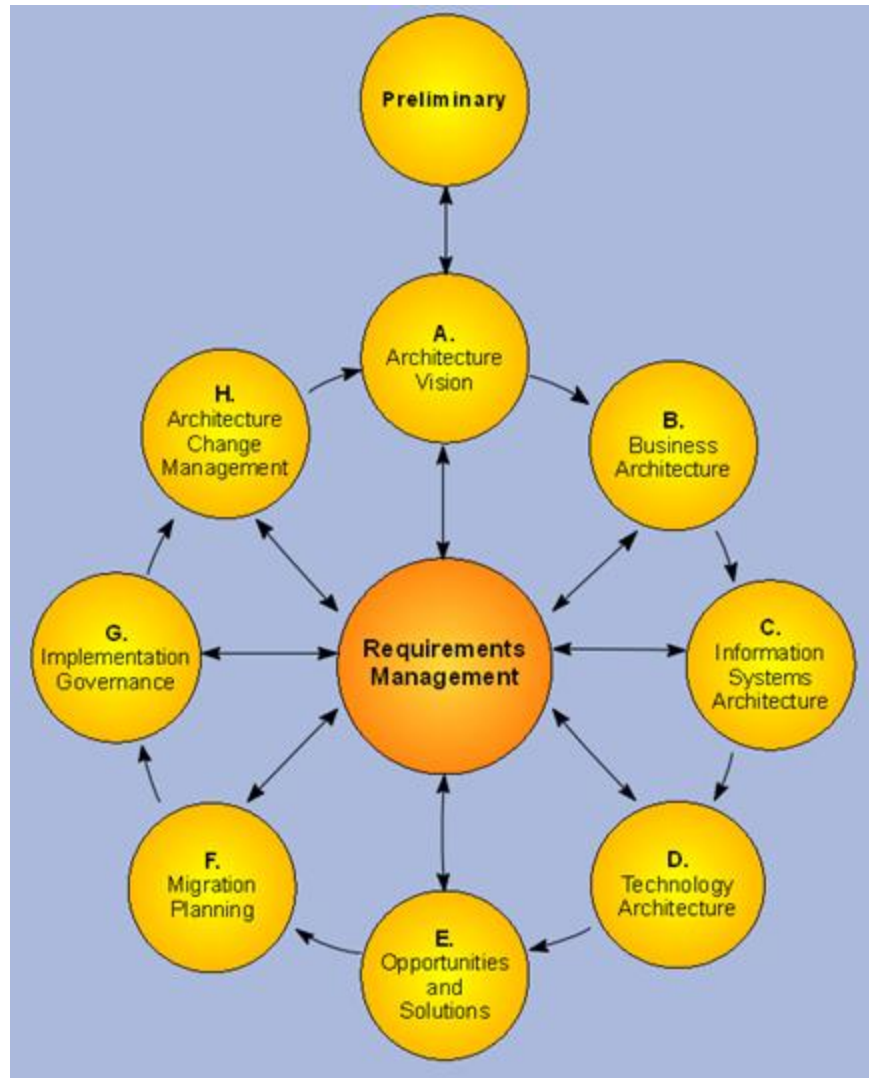 Preliminary
A.
Architecture
Vision
B.
Business
Architecture
C.
Information
Systems
Architecture
D.
Technology
Architecture
E.
Opportunities
and
Solutions
F.
Migration
Planning
G.
Implementation
Governance
H.
Architecture
Change
Management
Requirements
Management